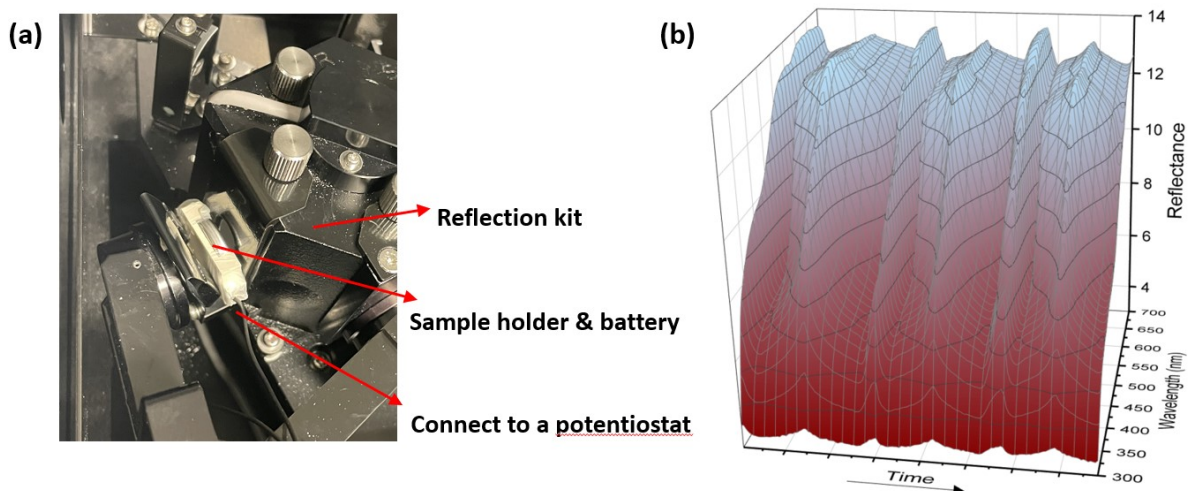 (a)
Reflection kit
Sample holder & battery
Connect to a potentiostat
(b)
14
12
10
8
6
4
Reflectance
700
650
600
550
500
450
400
350
300
Wavelength (nm)
Time